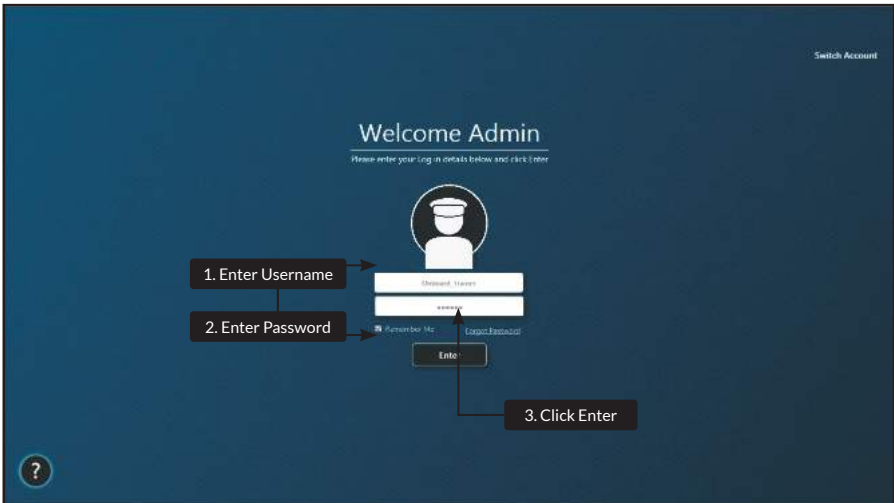 Switch Account
Welcome Admin
Please enter your Log in details below and click Enter
1. Enter Username
2. Enter Password
Remember Me
Forgot Password
Enter
3. Click Enter
?